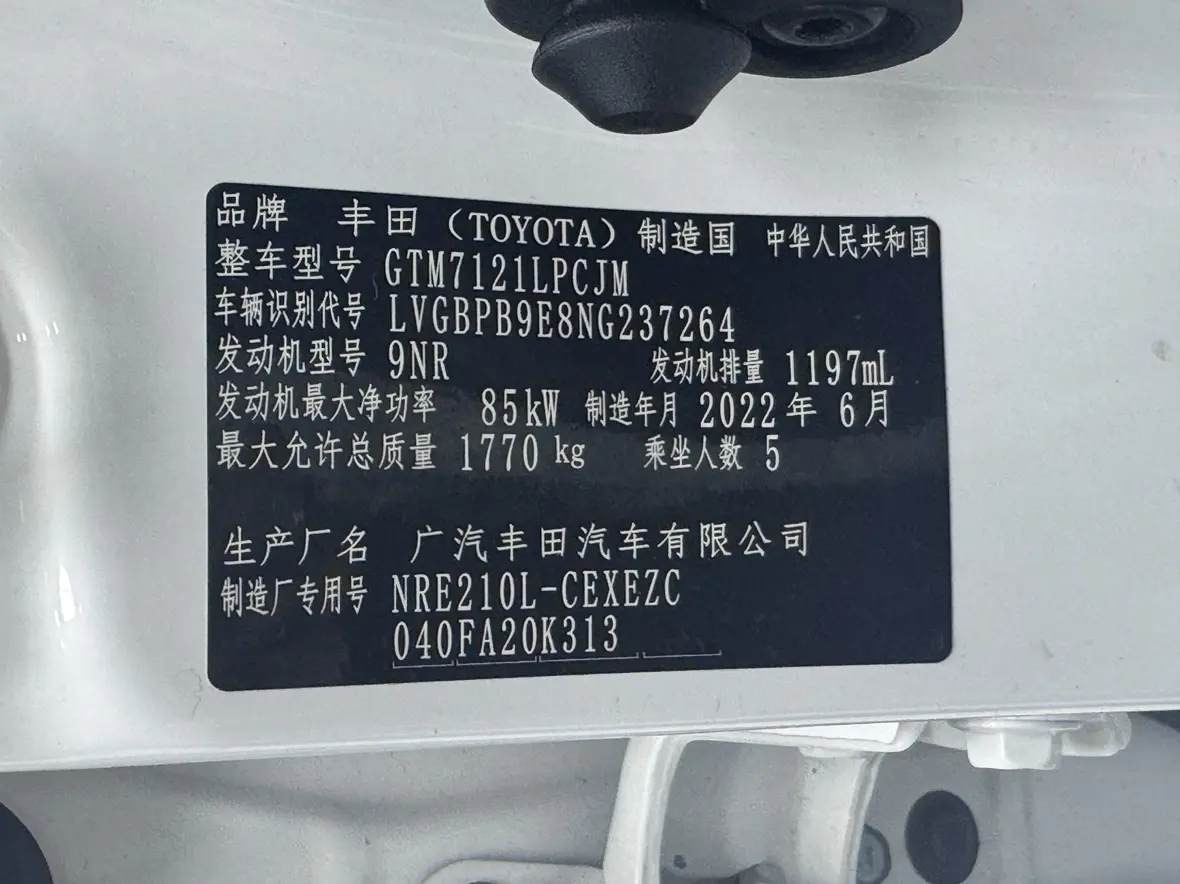 品牌 丰田（TOYOTA）制造国 中华人民共和国
整车型号 GTM7121LPCJM
车辆识别代号 LVGBPB9E8NG237264
发动机型号 9NR 发动机排量 1197mL
发动机最大净功率 85kW 制造年月 2022年 6月
最大允许总质量 1770kg 乘坐人数 5
生产厂名 广汽丰田汽车有限公司
制造厂专用号 NRE210L-CEXEZC
040FA20K313